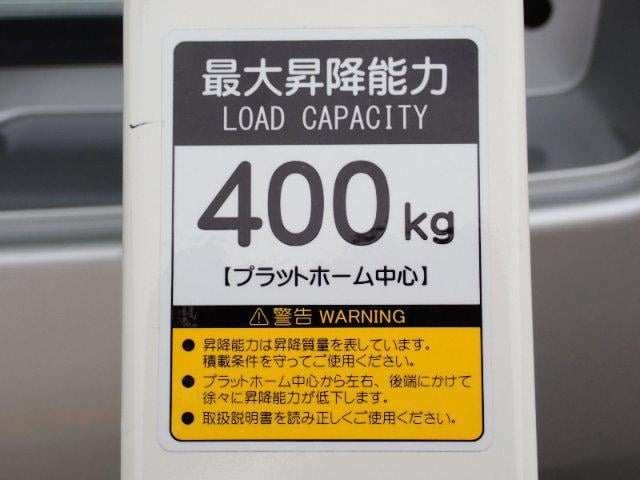 最大昇降能力
LOAD CAPACITY
400kg
【プラットホーム中心】
⚠警告 WARNING
● 昇降能力は昇降質量を表しています。
積載条件を守ってご使用ください。
● プラットホーム中心から左右、後端にかけて
徐々に昇降能力が低下します。
● 取扱説明書を読み正しくご使用ください。